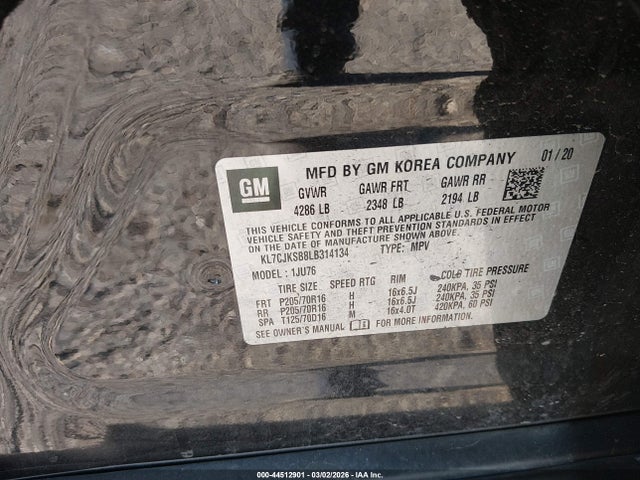 GM
MFD BY GM KOREA COMPANY 01/20
GVWR GAWR FRT GAWR RR
4286 LB 2348 LB 2194 LB
THIS VEHICLE CONFORMS TO ALL APPLICABLE U.S. FEDERAL MOTOR
VEHICLE SAFETY AND THEFT PREVENTION STANDARDS IN EFFECT
ON THE DATE OF MANUFACTURE SHOWN ABOVE.
KL7CJKSB8LB314134 TYPE: MPV
MODEL: 1JU76
TIRE SIZE SPEED RTG RIM COLD TIRE PRESSURE
FRT P205/70R16 H 16x6.5J 240KPA, 35 PSI
RR P205/70R16 H 16x6.5J 240KPA, 35 PSI
SPA T125/70D16 M 16x4.0T 420KPA, 60 PSI
SEE OWNER'S MANUAL FOR MORE INFORMATION.
000-44512901 - 03/02/2026 - IAA Inc.